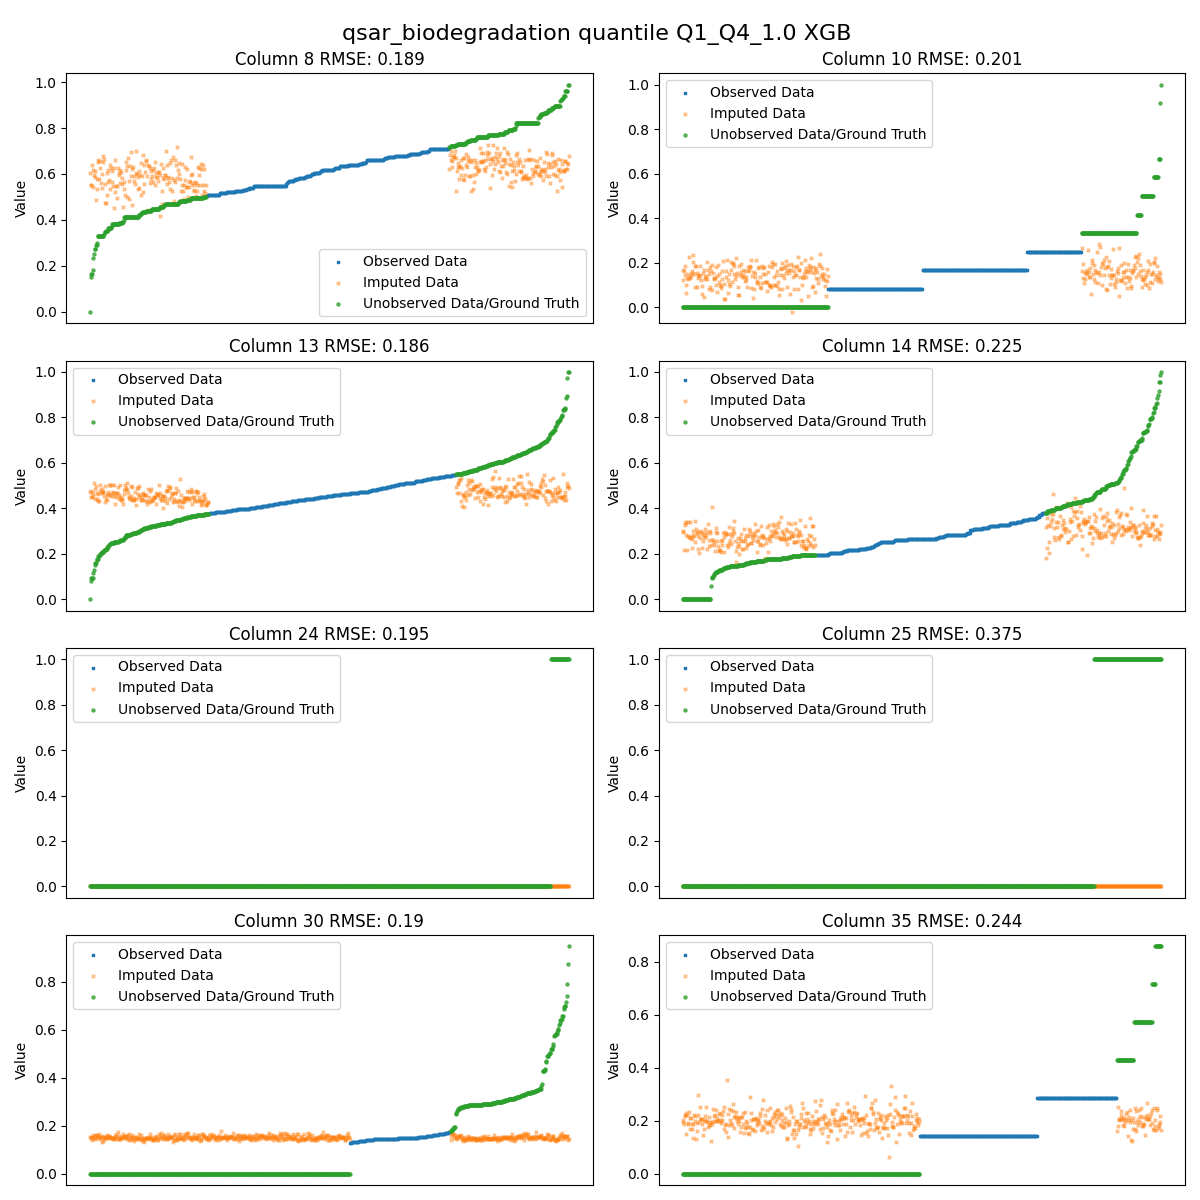 qsar_biodegradation quantile Q1_Q4_1.0 XGB
Column 8 RMSE: 0.189
Value
1.0
0.8
0.6
0.4
0.2
0.0
Observed Data
Imputed Data
Unobserved Data/Ground Truth
Column 10 RMSE: 0.201
Value
1.0
0.8
0.6
0.4
0.2
0.0
Observed Data
Imputed Data
Unobserved Data/Ground Truth
Column 13 RMSE: 0.186
Value
1.0
0.8
0.6
0.4
0.2
0.0
Observed Data
Imputed Data
Unobserved Data/Ground Truth
Column 14 RMSE: 0.225
Value
1.0
0.8
0.6
0.4
0.2
0.0
Observed Data
Imputed Data
Unobserved Data/Ground Truth
Column 24 RMSE: 0.195
Value
1.0
0.8
0.6
0.4
0.2
0.0
Observed Data
Imputed Data
Unobserved Data/Ground Truth
Column 25 RMSE: 0.375
Value
1.0
0.8
0.6
0.4
0.2
0.0
Observed Data
Imputed Data
Unobserved Data/Ground Truth
Column 30 RMSE: 0.19
Value
0.8
0.6
0.4
0.2
0.0
Observed Data
Imputed Data
Unobserved Data/Ground Truth
Column 35 RMSE: 0.244
Value
0.8
0.6
0.4
0.2
0.0
Observed Data
Imputed Data
Unobserved Data/Ground Truth